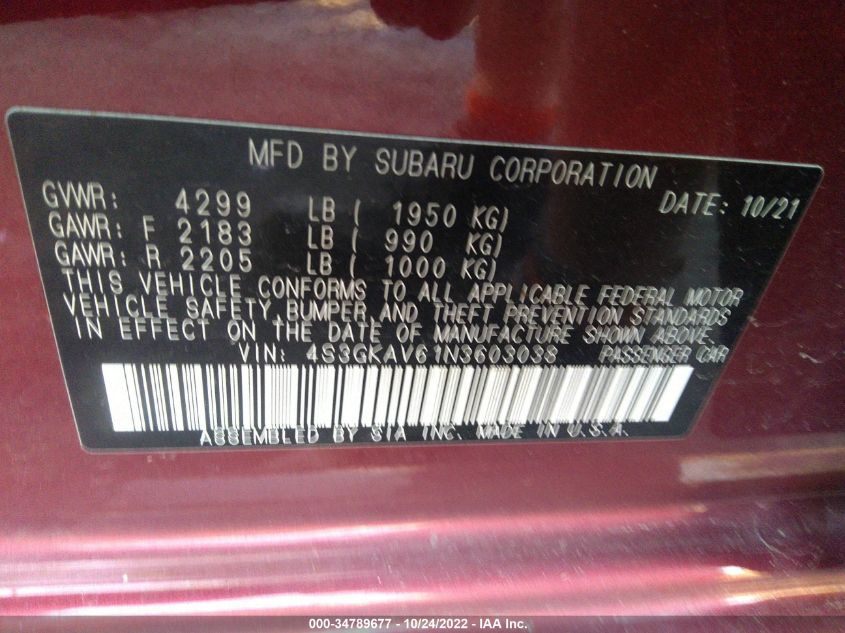 MFD BY SUBARU CORPORATION
GVWR: 4299 LB ( 1950 KG) DATE: 10/21
GAWR: F 2183 LB ( 990 KG)
GAWR: R 2205 LB ( 1000 KG)
THIS VEHICLE CONFORMS TO ALL APPLICABLE FEDERAL MOTOR
VEHICLE SAFETY,BUMPER,AND THEFT PREVENTION STANDARDS
IN EFFECT ON THE DATE OF MANUFACTURE SHOWN ABOVE.
VIN: 4S3GKAV61N3603038 PASSENGER CAR
ASSEMBLED BY SIA INC. MADE IN U.S.A.
000-34789677 - 10/24/2022 - IAA Inc.